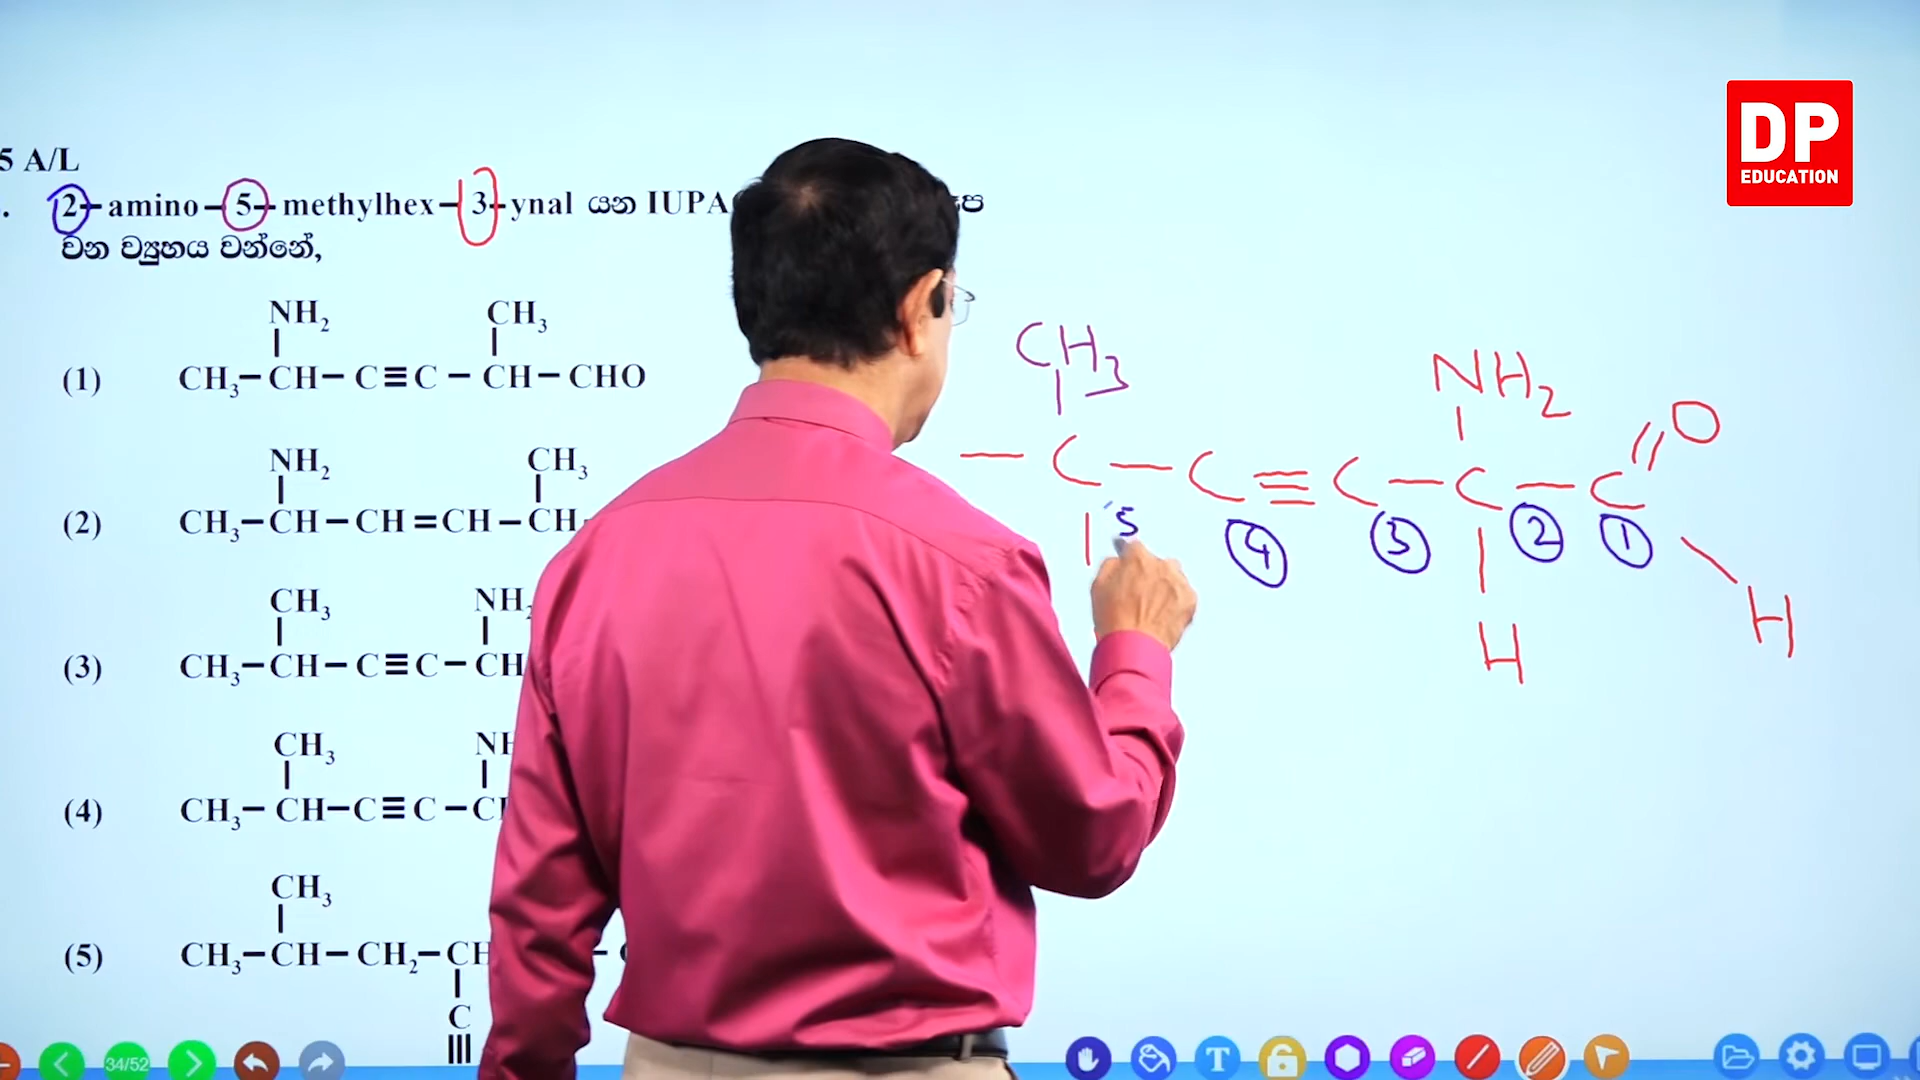 DP
EDUCATION
5 A/L
. 2-amino-5-methylhex-3-ynal යන IUPA
වන ව්‍යුහය වන්නේ,
NH₂ CH₃
(1) CH₃-CH-C≡C-CH-CHO
NH₂ CH₃
(2) CH₃-CH-CH=CH-CH
CH₃ NH₂
(3) CH₃-CH-C≡C-CH
CH₃
(4) CH₃-CH-C≡C-
CH₃
(5) CH₃-CH-CH₂-CH
C
≡
CH₃ NH₂ O
-C-C≡C-C-C
5 4 3 2 1
H H
34/52
T